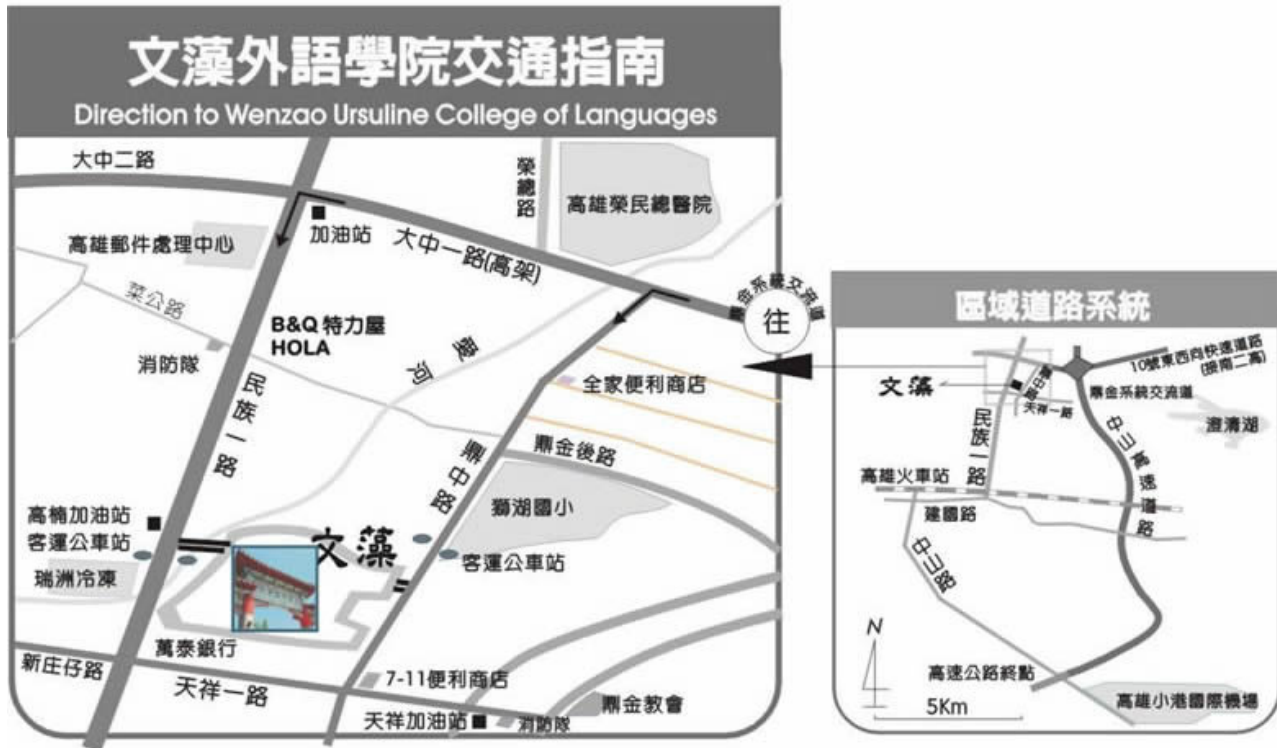 文藻外語學院交通指南
Direction to Wenzao Ursuline College of Languages
大中二路
榮總路
高雄榮民總醫院
高雄郵件處理中心
加油站
大中一路(高架)
鼎金系統交流道
往
菜公路
B&Q 特力屋
HOLA
愛河
消防隊
全家便利商店
民族一路
鼎中路
鼎金後路
獅湖國小
高楠加油站
客運公車站
瑞洲冷凍
文藻
客運公車站
萬泰銀行
新庄仔路
天祥一路
7-11便利商店
天祥加油站
消防隊
鼎金教會
區域道路系統
10號東西向快速道路
(接南二高)
文藻
鼎中路
天祥一路
鼎金系統交流道
澄清湖
民族一路
中山高速道路
高雄火車站
建國路
中山路
N
高速公路終點
高雄小港國際機場
5Km